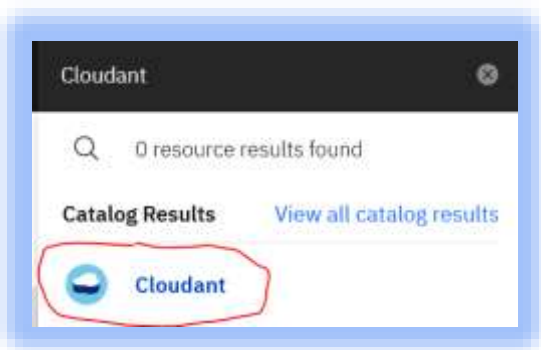 Cloudant
0 resource results found
Catalog Results View all catalog results
Cloudant